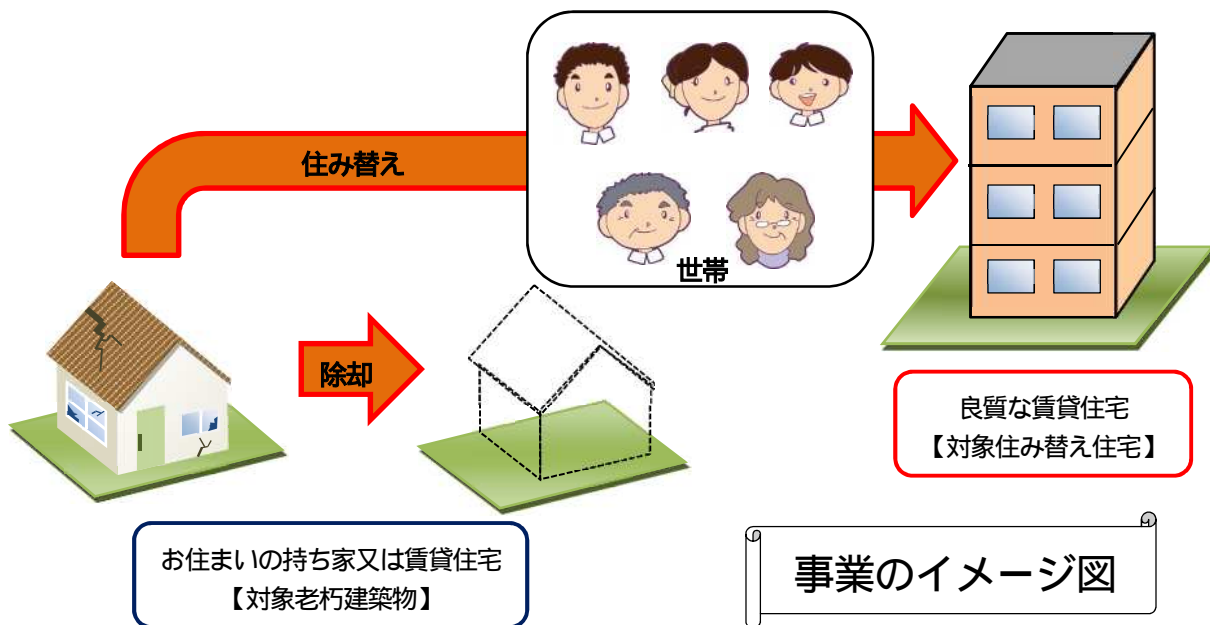 住み替え
世帯
除却
良質な賃貸住宅
【対象住み替え住宅】
お住まいの持ち家又は賃貸住宅
【対象老朽建築物】
事業のイメージ図